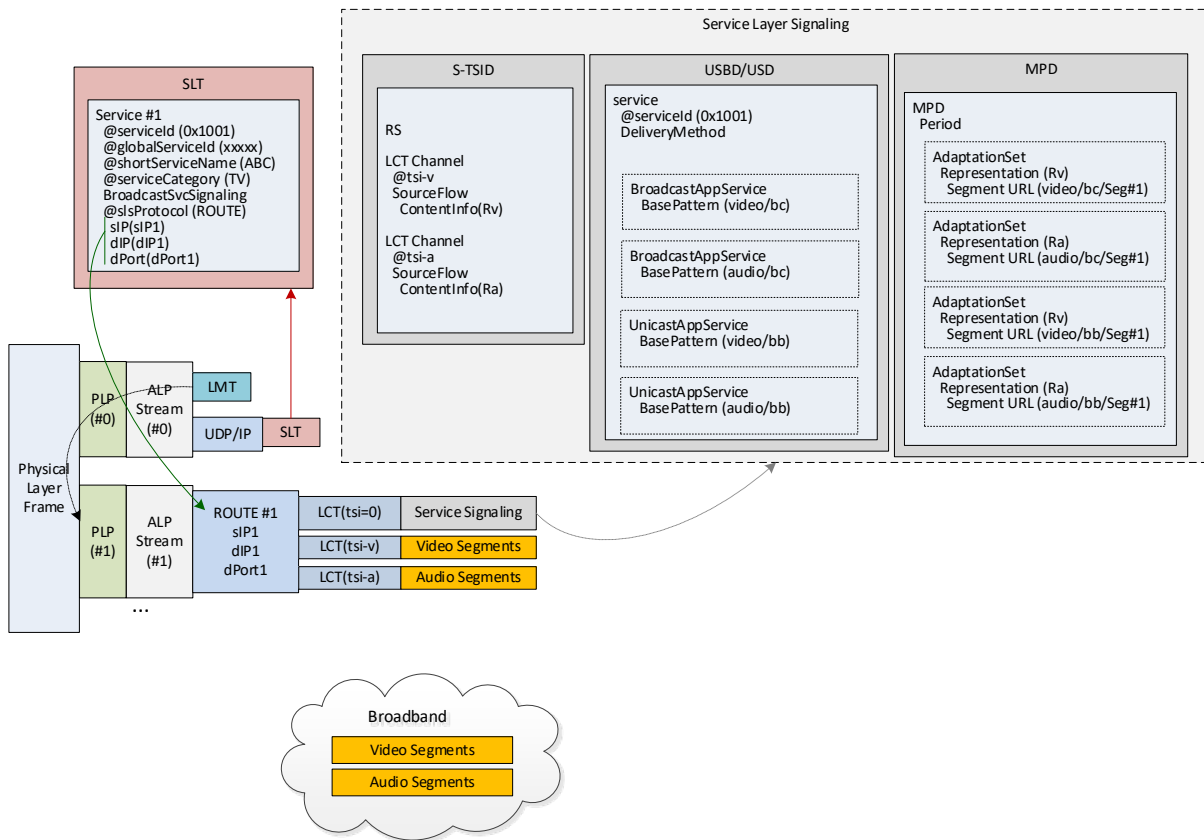 Service Layer Signaling
SLT
Service #1
@serviceId (0x1001)
@globalServiceId (xxxxx)
@shortServiceName (ABC)
@serviceCategory (TV)
BroadcastSvcSignaling
@slsProtocol (ROUTE)
sIP(sIP1)
dIP(dIP1)
dPort(dPort1)
S-TSID
RS
LCT Channel
@tsi-v
SourceFlow
ContentInfo(Rv)
LCT Channel
@tsi-a
SourceFlow
ContentInfo(Ra)
USBD/USD
service
@serviceId (0x1001)
DeliveryMethod
BroadcastAppService
BasePattern (video/bc)
BroadcastAppService
BasePattern (audio/bc)
UnicastAppService
BasePattern (video/bb)
UnicastAppService
BasePattern (audio/bb)
MPD
MPD
Period
AdaptationSet
Representation (Rv)
Segment URL (video/bc/Seg#1)
AdaptationSet
Representation (Ra)
Segment URL (audio/bc/Seg#1)
AdaptationSet
Representation (Rv)
Segment URL (video/bb/Seg#1)
AdaptationSet
Representation (Ra)
Segment URL (audio/bb/Seg#1)
Physical
Layer
Frame
PLP
(#0)
ALP
Stream
(#0)
LMT
UDP/IP
SLT
PLP
(#1)
ALP
Stream
(#1)
ROUTE #1
sIP1
dIP1
dPort1
LCT(tsi=0)
Service Signaling
LCT(tsi-v)
Video Segments
LCT(tsi-a)
Audio Segments
...
Broadband
Video Segments
Audio Segments